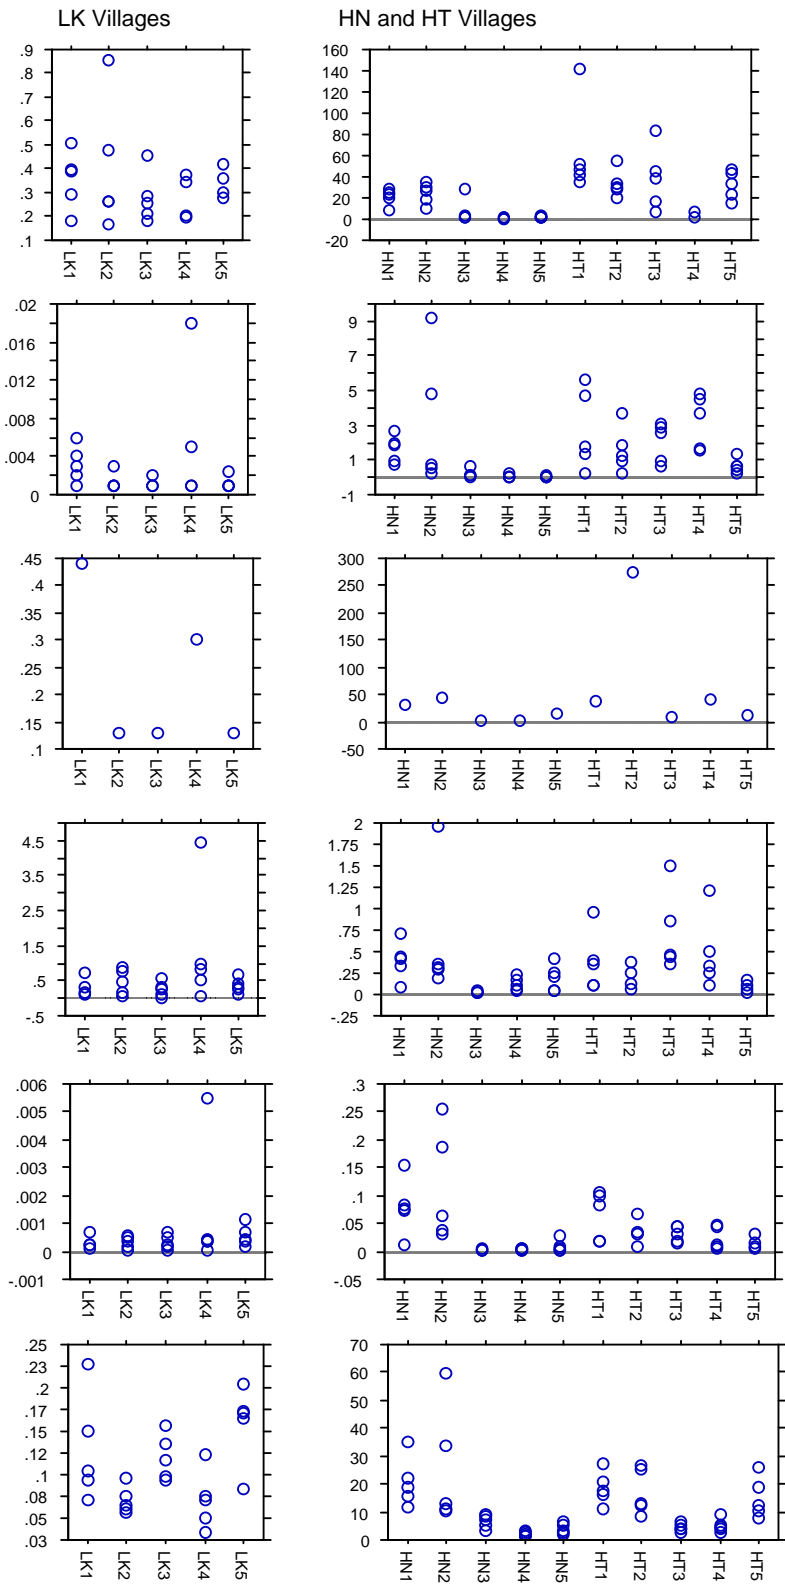 LK Villages
HN and HT Villages
.9
.8
.7
.6
.5
.4
.3
.2
.1
LK1
LK2
LK3
LK4
LK5
160
140
120
100
80
60
40
20
0
-20
HN1
HN2
HN3
HN4
HN5
HT1
HT2
HT3
HT4
HT5
.02
.016
.012
.008
.004
0
LK1
LK2
LK3
LK4
LK5
9
7
5
3
1
-1
HN1
HN2
HN3
HN4
HN5
HT1
HT2
HT3
HT4
HT5
.45
.4
.35
.3
.25
.2
.15
.1
LK1
LK2
LK3
LK4
LK5
300
250
200
150
100
50
0
-50
HN1
HN2
HN3
HN4
HN5
HT1
HT2
HT3
HT4
HT5
4.5
3.5
2.5
1.5
.5
-.5
LK1
LK2
LK3
LK4
LK5
2
1.75
1.5
1.25
1
.75
.5
.25
0
-.25
HN1
HN2
HN3
HN4
HN5
HT1
HT2
HT3
HT4
HT5
.006
.005
.004
.003
.002
.001
0
-.001
LK1
LK2
LK3
LK4
LK5
.3
.25
.2
.15
.1
.05
0
-.05
HN1
HN2
HN3
HN4
HN5
HT1
HT2
HT3
HT4
HT5
.25
.23
.2
.17
.15
.12
.1
.08
.05
.03
LK1
LK2
LK3
LK4
LK5
70
60
50
40
30
20
10
0
HN1
HN2
HN3
HN4
HN5
HT1
HT2
HT3
HT4
HT5